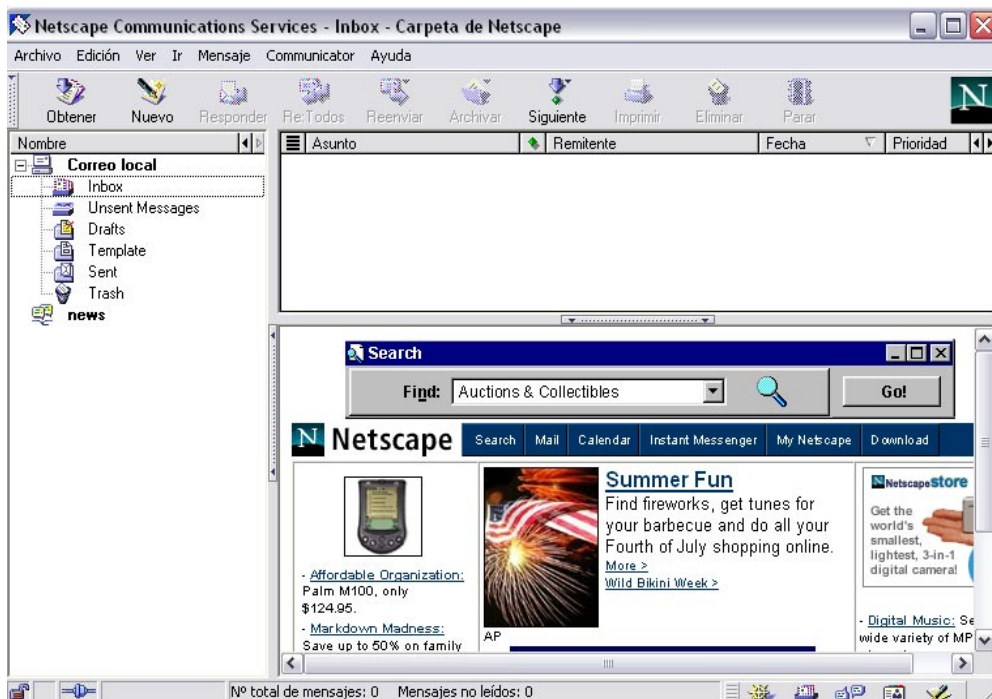 Netscape Communications Services - Inbox - Carpeta de Netscape
Archivo Edición Ver Ir Mensaje Communicator Ayuda
Obtener Nuevo Responder Re:Todos Reenviar Archivar Siguiente Imprimir Eliminar Parar
N
Nombre
Asunto Remitente Fecha Prioridad
Correo local
Inbox
Unsent Messages
Drafts
Template
Sent
Trash
news
Search
Find: Auctions & Collectibles Go!
N Netscape Search Mail Calendar Instant Messenger My Netscape Download
- Affordable Organization:
Palm M100, only
$124.95.
- Markdown Madness:
Save up to 50% on family
AP
Summer Fun
Find fireworks, get tunes for
your barbecue and do all your
Fourth of July shopping online.
More >
Wild Bikini Week >
N Netscape store
Get the
world's
smallest,
lightest, 3-in-1
digital camera!
- Digital Music: Se
wide variety of MP
Nº total de mensajes: 0 Mensajes no leídos: 0